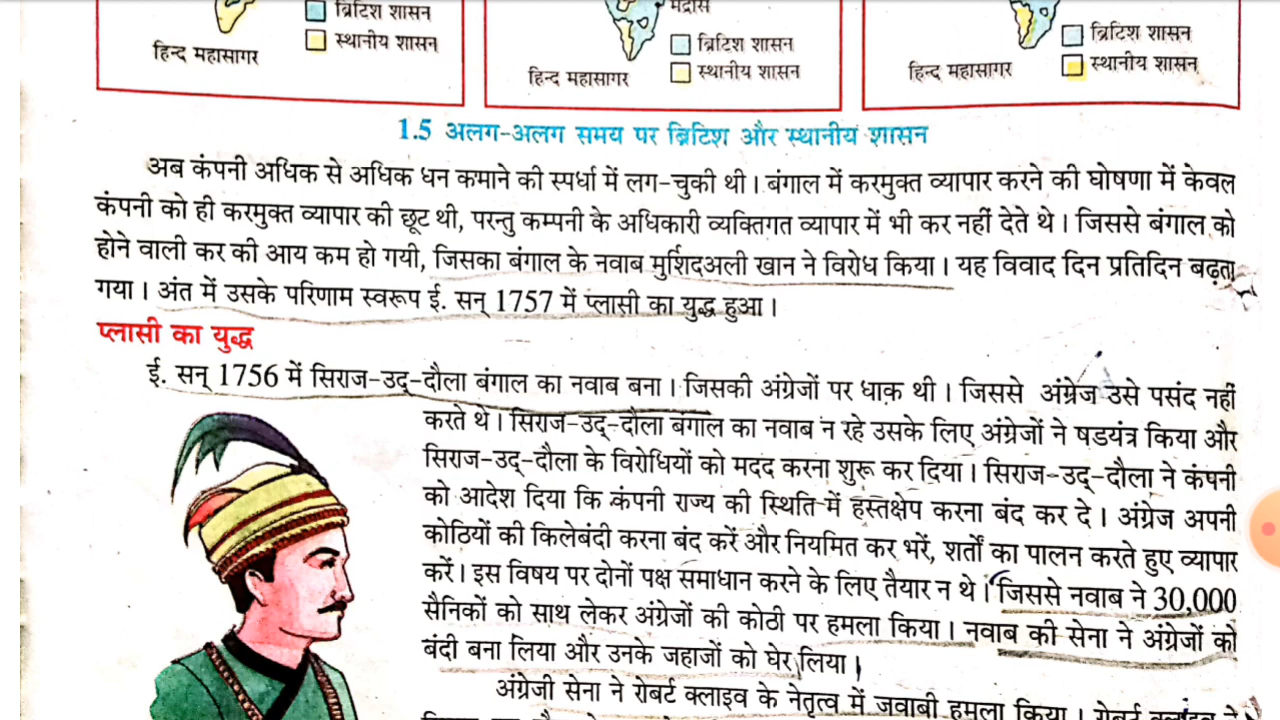 ब्रिटिश शासन
स्थानीय शासन
हिन्द महासागर
मद्रास
ब्रिटिश शासन
स्थानीय शासन
हिन्द महासागर
ब्रिटिश शासन
स्थानीय शासन
हिन्द महासागर
1.5 अलग-अलग समय पर ब्रिटिश और स्थानीय शासन
अब कंपनी अधिक से अधिक धन कमाने की स्पर्धा में लग-चुकी थी। बंगाल में करमुक्त व्यापार करने की घोषणा में केवल
कंपनी को ही करमुक्त व्यापार की छूट थी, परन्तु कम्पनी के अधिकारी व्यक्तिगत व्यापार में भी कर नहीं देते थे। जिससे बंगाल को
होने वाली कर की आय कम हो गयी, जिसका बंगाल के नवाब मुर्शिदअली खान ने विरोध किया। यह विवाद दिन प्रतिदिन बढ़ता
गया। अंत में उसके परिणाम स्वरूप ई. सन् 1757 में प्लासी का युद्ध हुआ।
प्लासी का युद्ध
ई. सन् 1756 में सिराज-उद्-दौला बंगाल का नवाब बना। जिसकी अंग्रेजों पर धाक़ थी। जिससे अंग्रेज उसे पसंद नहीं
करते थे। सिराज-उद्-दौला बगाल का नवाब न रहे उसके लिए अंग्रेजों ने षडयंत्र किया और
सिराज-उद्-दौला के विरोधियों को मदद करना शुरू कर दिया। सिराज-उद्-दौला ने कंपनी
को आदेश दिया कि कंपनी राज्य की स्थिति में हस्तक्षेप करना बंद कर दे। अंग्रेज अपनी
कोठियों की किलेबंदी करना बंद करें और नियमित कर भरें, शर्तों का पालन करते हुए व्यापार
करें। इस विषय पर दोनों पक्ष समाधान करने के लिए तैयार न थे। जिससे नवाब ने 30,000
सैनिकों को साथ लेकर अंग्रेजों की कोठी पर हमला किया। नवाब की सेना ने अंग्रेजों को
बंदी बना लिया और उनके जहाजों को घेर लिया।
अंग्रेजी सेना ने रोबर्ट क्लाइव के नेतृत्व में जवाबी हमला किया। रोबर्ट क्लाइव ने